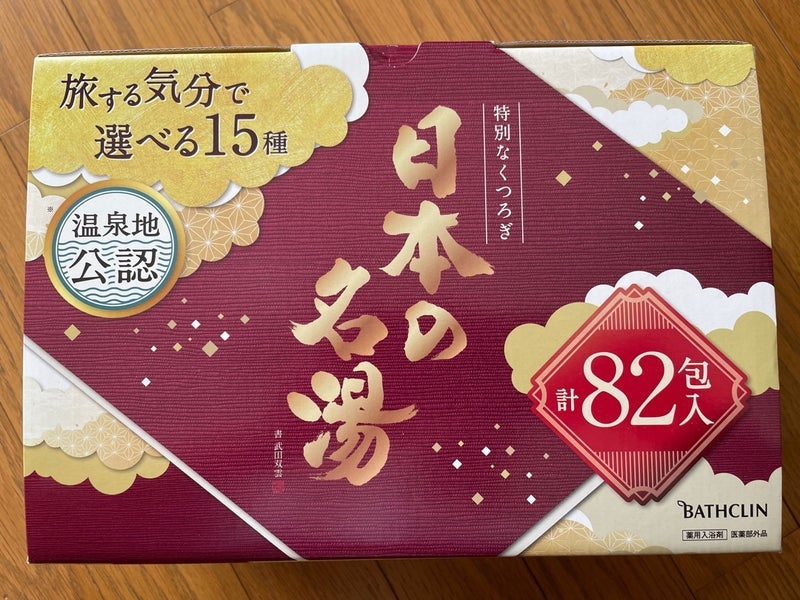 旅する気分で
選べる15種
※
温泉地
公認
特別なくつろぎ
日本の
名湯
書 武田双雲
計82包入
BATHCLIN
薬用入浴剤 医薬部外品